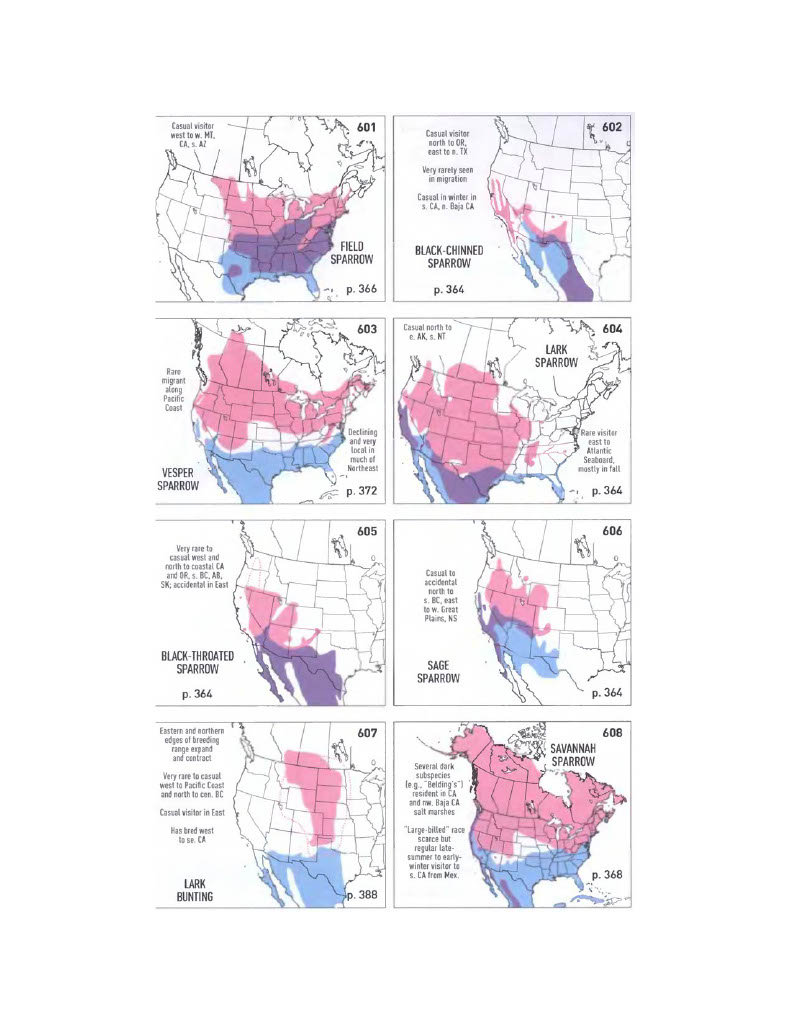 Casual visitor
west to w. MT,
CA, s. AZ
601
FIELD
SPARROW
p. 366
Casual visitor
north to OR,
east to n. TX
Very rarely seen
in migration
Casual in winter in
s. CA, n. Baja CA
602
BLACK-CHINNED
SPARROW
p. 364
603
Rare
migrant
along
Pacific
Coast
Declining
and very
local in
much of
Northeast
VESPER
SPARROW
p. 372
Casual north to
e. AK, s. NT
604
LARK
SPARROW
Rare visitor
east to
Atlantic
Seaboard,
mostly in fall
p. 364
605
Very rare to
casual west and
north to coastal CA
and OR, s. BC, AB,
SK; accidental in East
BLACK-THROATED
SPARROW
p. 364
606
Casual to
accidental
north to
s. BC, east
to w. Great
Plains, NS
SAGE
SPARROW
p. 364
Eastern and northern
edges of breeding
range expand
and contract
Very rare to casual
west to Pacific Coast
and north to cen. BC
Casual visitor in East
Has bred west
to se. CA
607
LARK
BUNTING
p. 388
608
SAVANNAH
SPARROW
Several dark
subspecies
(e.g., "Belding's")
resident in CA
and nw. Baja CA
salt marshes
"Large-billed" race
scarce but
regular late-
summer to early-
winter visitor to
s. CA from Mex.
p. 368